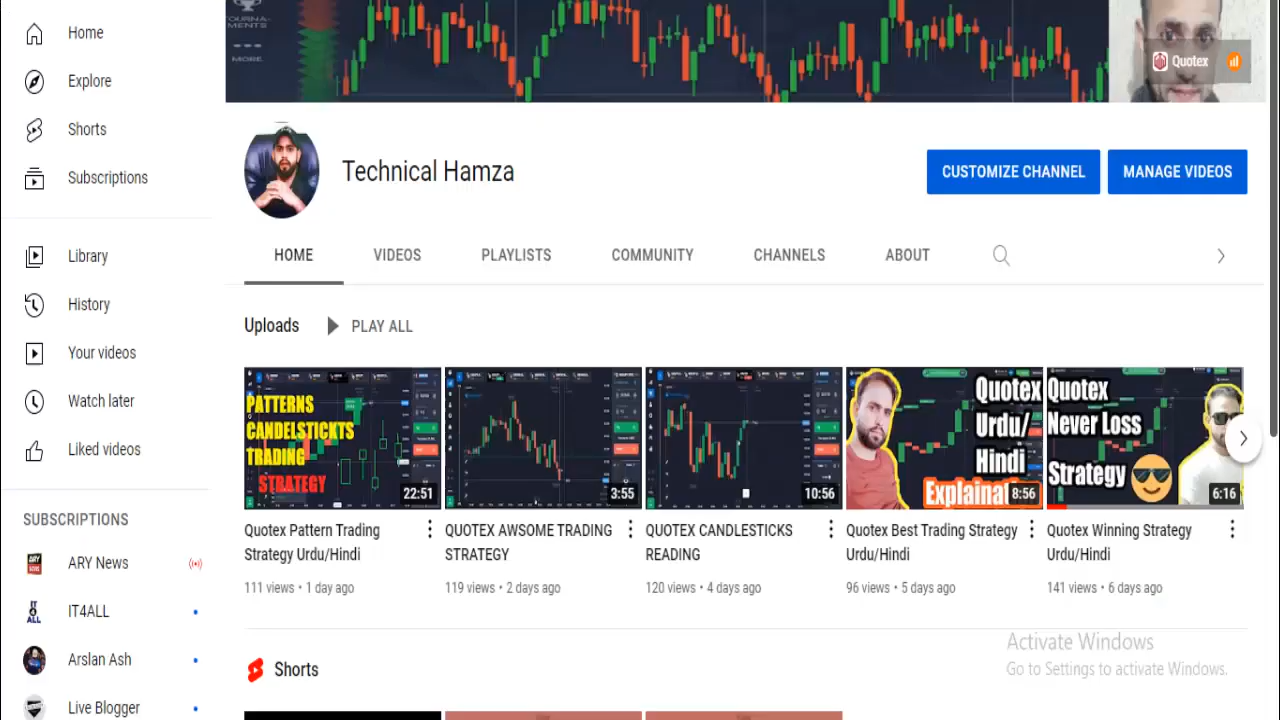 TOURNA-
MENTS
MORE
Quotex
Home
Explore
Shorts
Subscriptions
Library
History
Your videos
Watch later
Liked videos
SUBSCRIPTIONS
ARY News
IT4ALL
Arslan Ash
Live Blogger
Technical Hamza
CUSTOMIZE CHANNEL
MANAGE VIDEOS
HOME VIDEOS PLAYLISTS COMMUNITY CHANNELS ABOUT
Uploads PLAY ALL
PATTERNS
CANDELSTICKTS
TRADING
STRATEGY
22:51
Quotex Pattern Trading
Strategy Urdu/Hindi
111 views • 1 day ago
3:55
QUOTEX AWSOME TRADING
STRATEGY
119 views • 2 days ago
10:56
QUOTEX CANDLESTICKS
READING
120 views • 4 days ago
Quotex
Urdu/
Hindi
Explainat
8:56
Quotex Best Trading Strategy
Urdu/Hindi
96 views • 5 days ago
Quotex
Never Loss
Strategy
6:16
Quotex Winning Strategy
Urdu/Hindi
141 views • 6 days ago
Shorts
Activate Windows
Go to Settings to activate Windows.